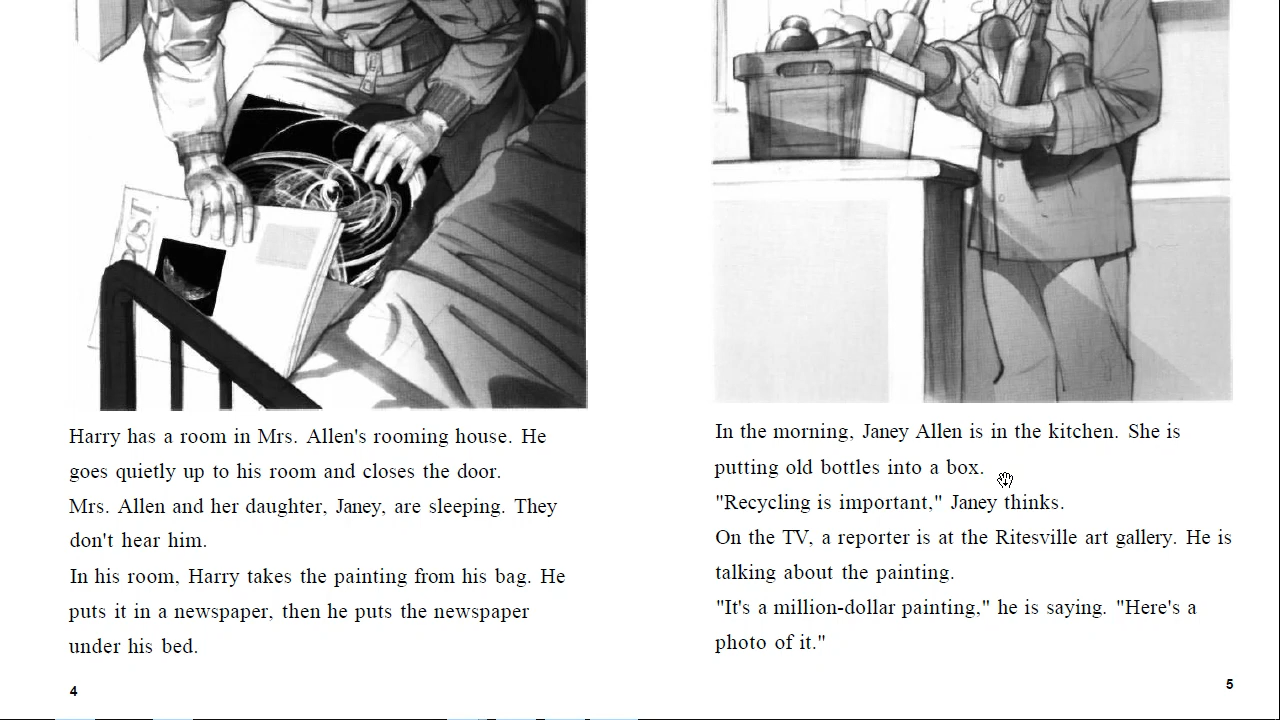 OST
Harry has a room in Mrs. Allen's rooming house. He
goes quietly up to his room and closes the door.
Mrs. Allen and her daughter, Janey, are sleeping. They
don't hear him.
In his room, Harry takes the painting from his bag. He
puts it in a newspaper, then he puts the newspaper
under his bed.
4
In the morning, Janey Allen is in the kitchen. She is
putting old bottles into a box.
"Recycling is important," Janey thinks.
On the TV, a reporter is at the Ritesville art gallery. He is
talking about the painting.
"It's a million-dollar painting," he is saying. "Here's a
photo of it."
5